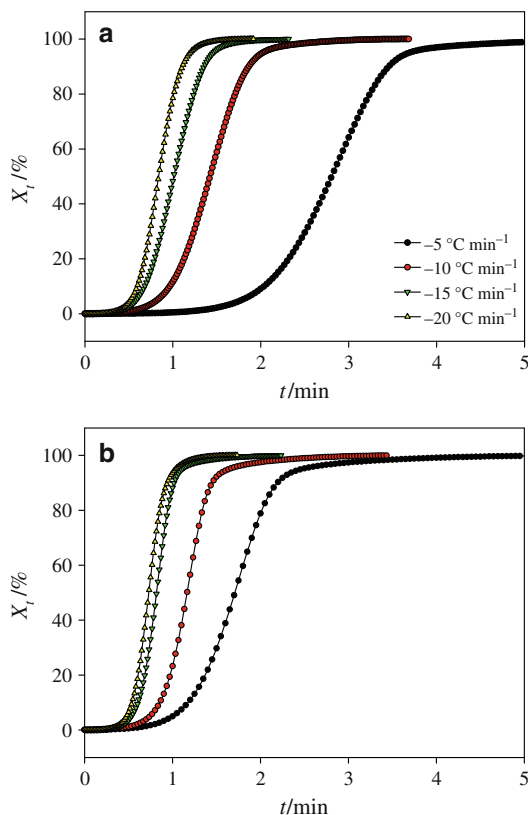 a
100
80
60
40
20
0
X_t /%
–5 °C min⁻¹
–10 °C min⁻¹
–15 °C min⁻¹
–20 °C min⁻¹
0 1 2 3 4 5
t/min
b
100
80
60
40
20
0
X_t /%
0 1 2 3 4 5
t/min